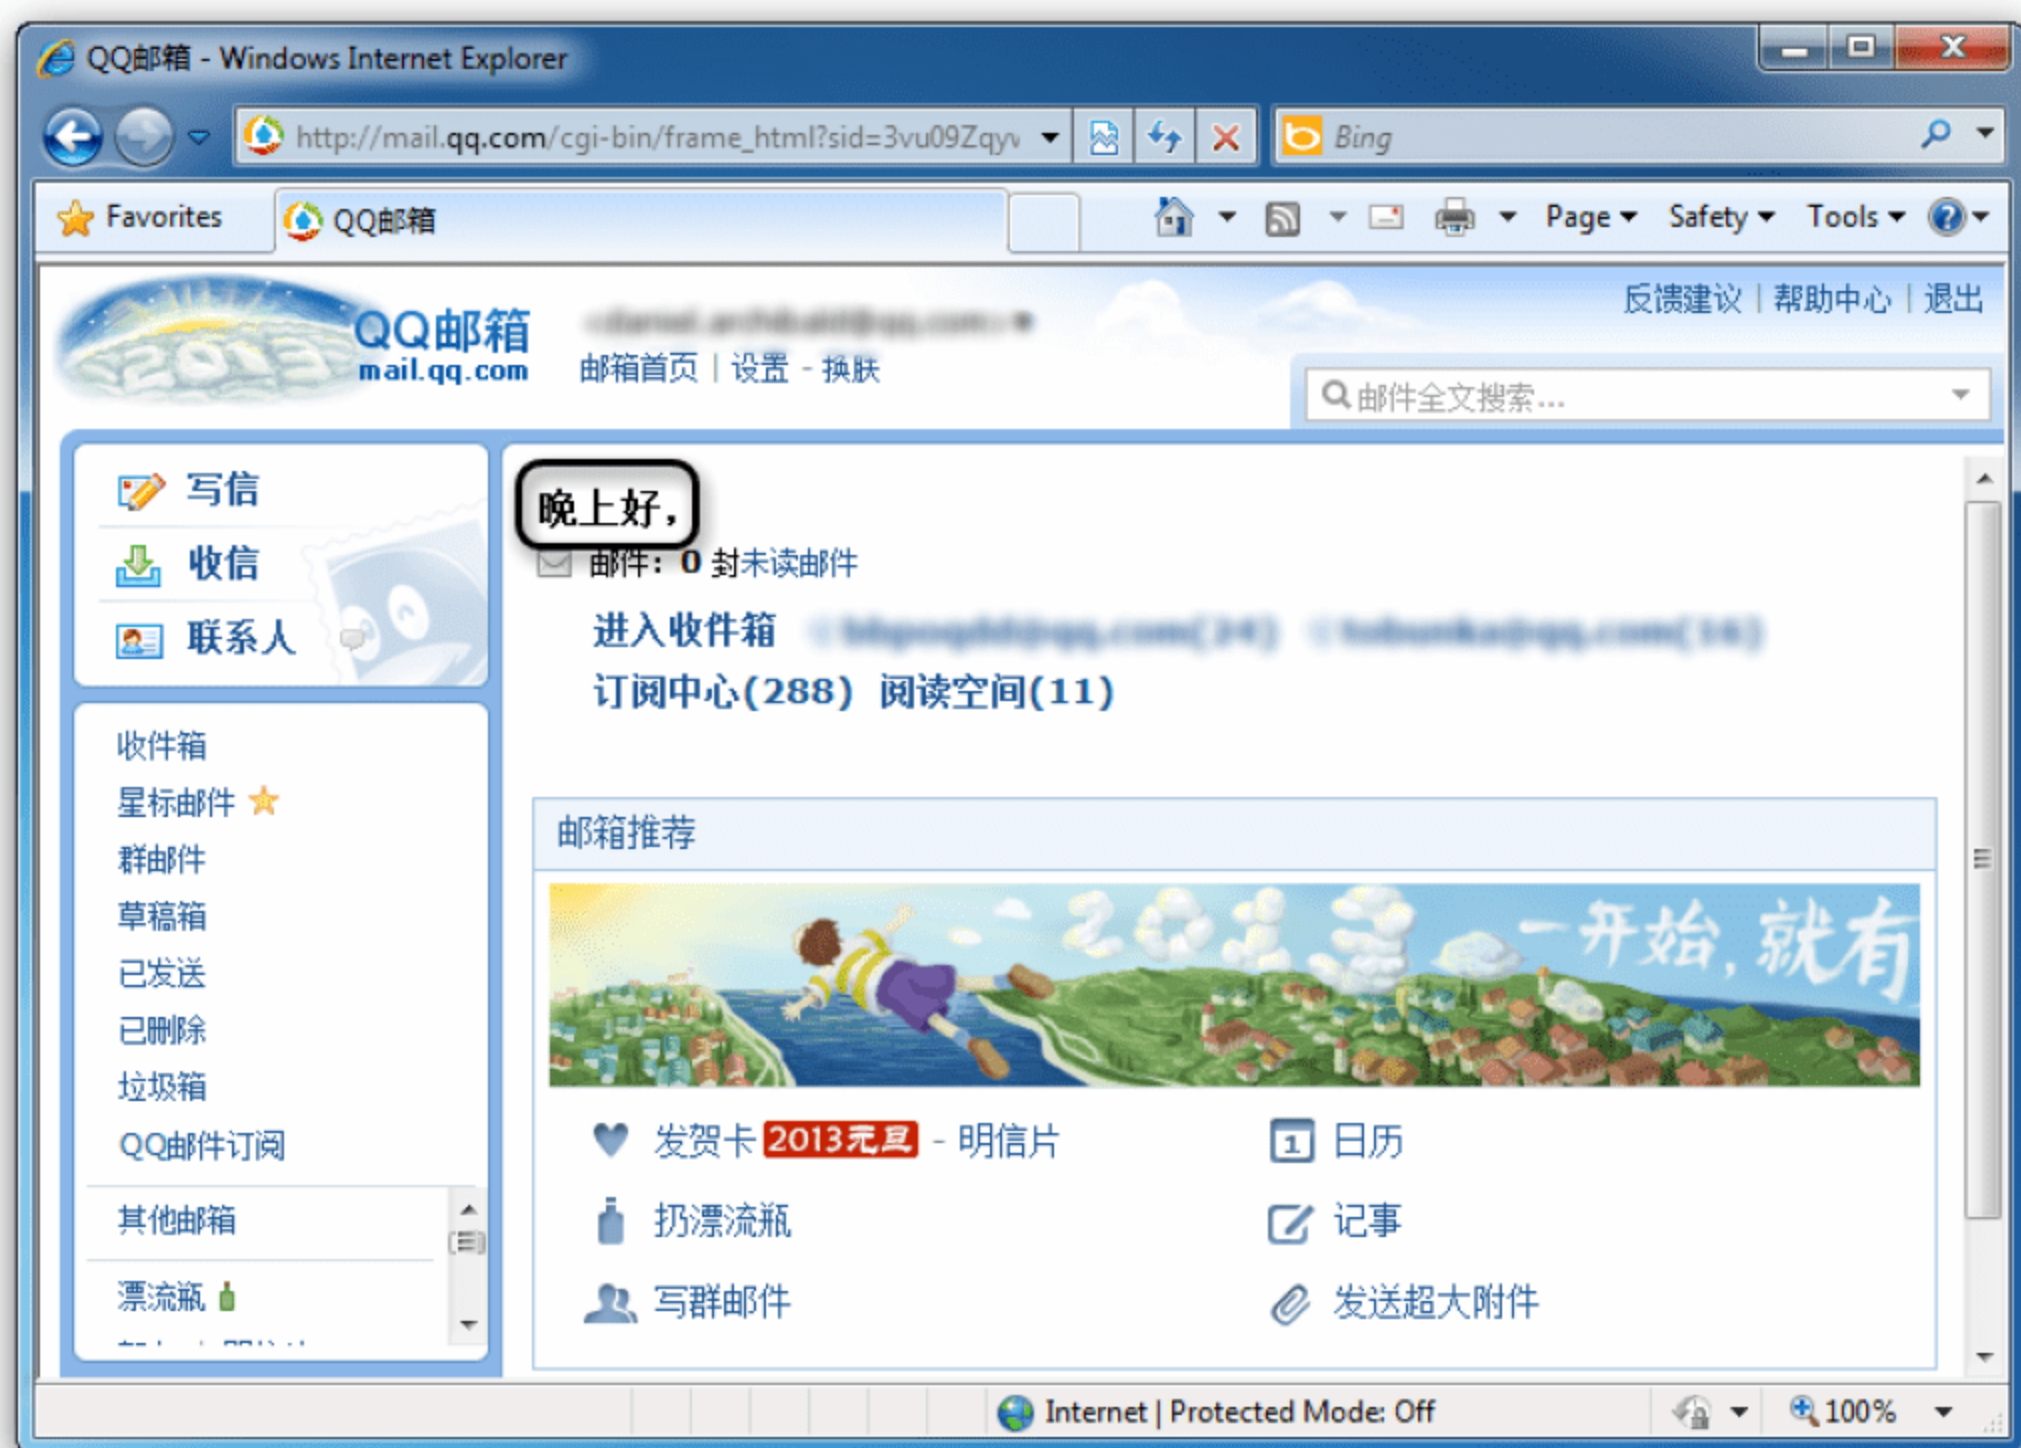 QQ邮箱 - Windows Internet Explorer
http://mail.qq.com/cgi-bin/frame_html?sid=3vu09Zqyv
Bing
Favorites
QQ邮箱
Page
Safety
Tools
2013
QQ邮箱
mail.qq.com
反馈建议 | 帮助中心 | 退出
邮箱首页 | 设置 - 换肤
邮件全文搜索...
写信
收信
联系人
收件箱
星标邮件
群邮件
草稿箱
已发送
已删除
垃圾箱
QQ邮件订阅
其他邮箱
漂流瓶
晚上好，
邮件：0 封未读邮件
进入收件箱
订阅中心(288) 阅读空间(11)
邮箱推荐
2013 一开始,就有
发贺卡 2013元旦 - 明信片
日历
扔漂流瓶
记事
写群邮件
发送超大附件
Internet | Protected Mode: Off
100%